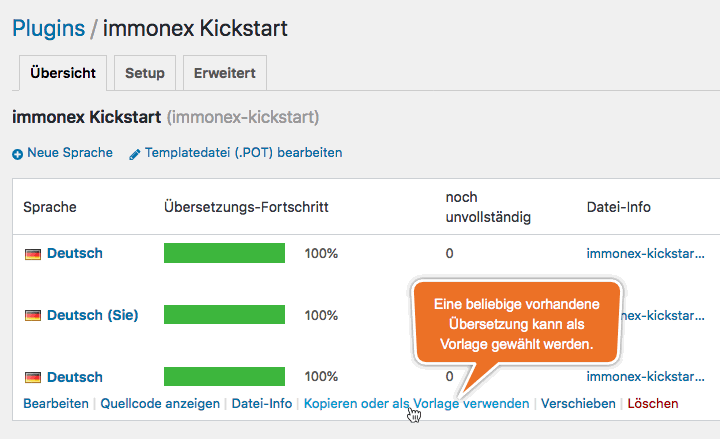 Plugins / immonex Kickstart
Übersicht Setup Erweitert
immonex Kickstart (immonex-kickstart)
Neue Sprache Templatedatei (.POT) bearbeiten
Sprache Übersetzungs-Fortschritt noch unvollständig Datei-Info
Deutsch 100% 0 immonex-kickstar...
Deutsch (Sie) 100% immonex-kickstar...
Eine beliebige vorhandene
Übersetzung kann als
Vorlage gewählt werden.
Deutsch 100% 0 immonex-kickstar...
Bearbeiten | Quellcode anzeigen | Datei-Info | Kopieren oder als Vorlage verwenden | Verschieben | Löschen